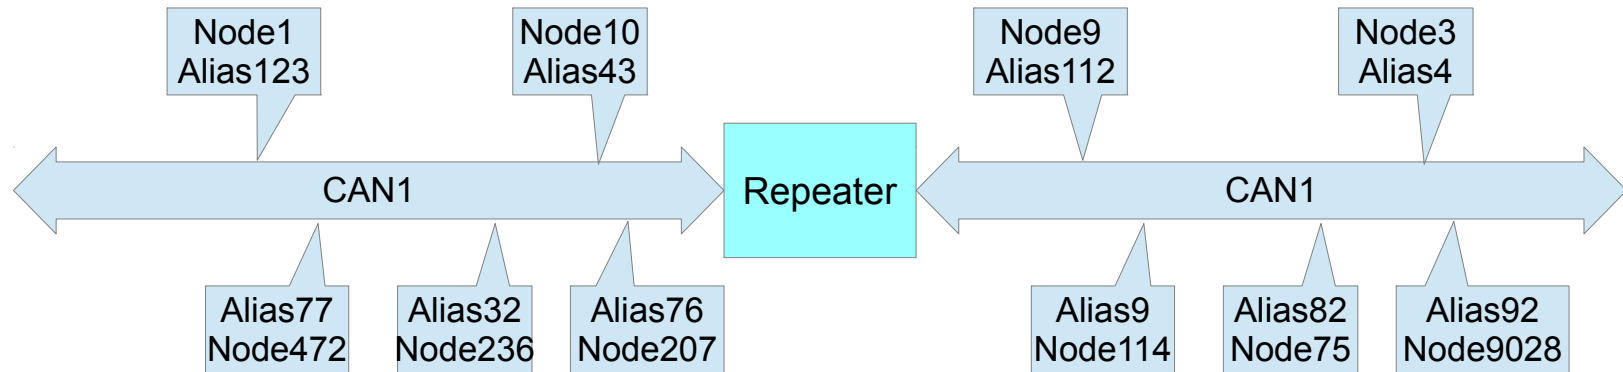 Node1
Alias123
Node10
Alias43
Node9
Alias112
Node3
Alias4
CAN1
Repeater
CAN1
Alias77
Node472
Alias32
Node236
Alias76
Node207
Alias9
Node114
Alias82
Node75
Alias92
Node9028